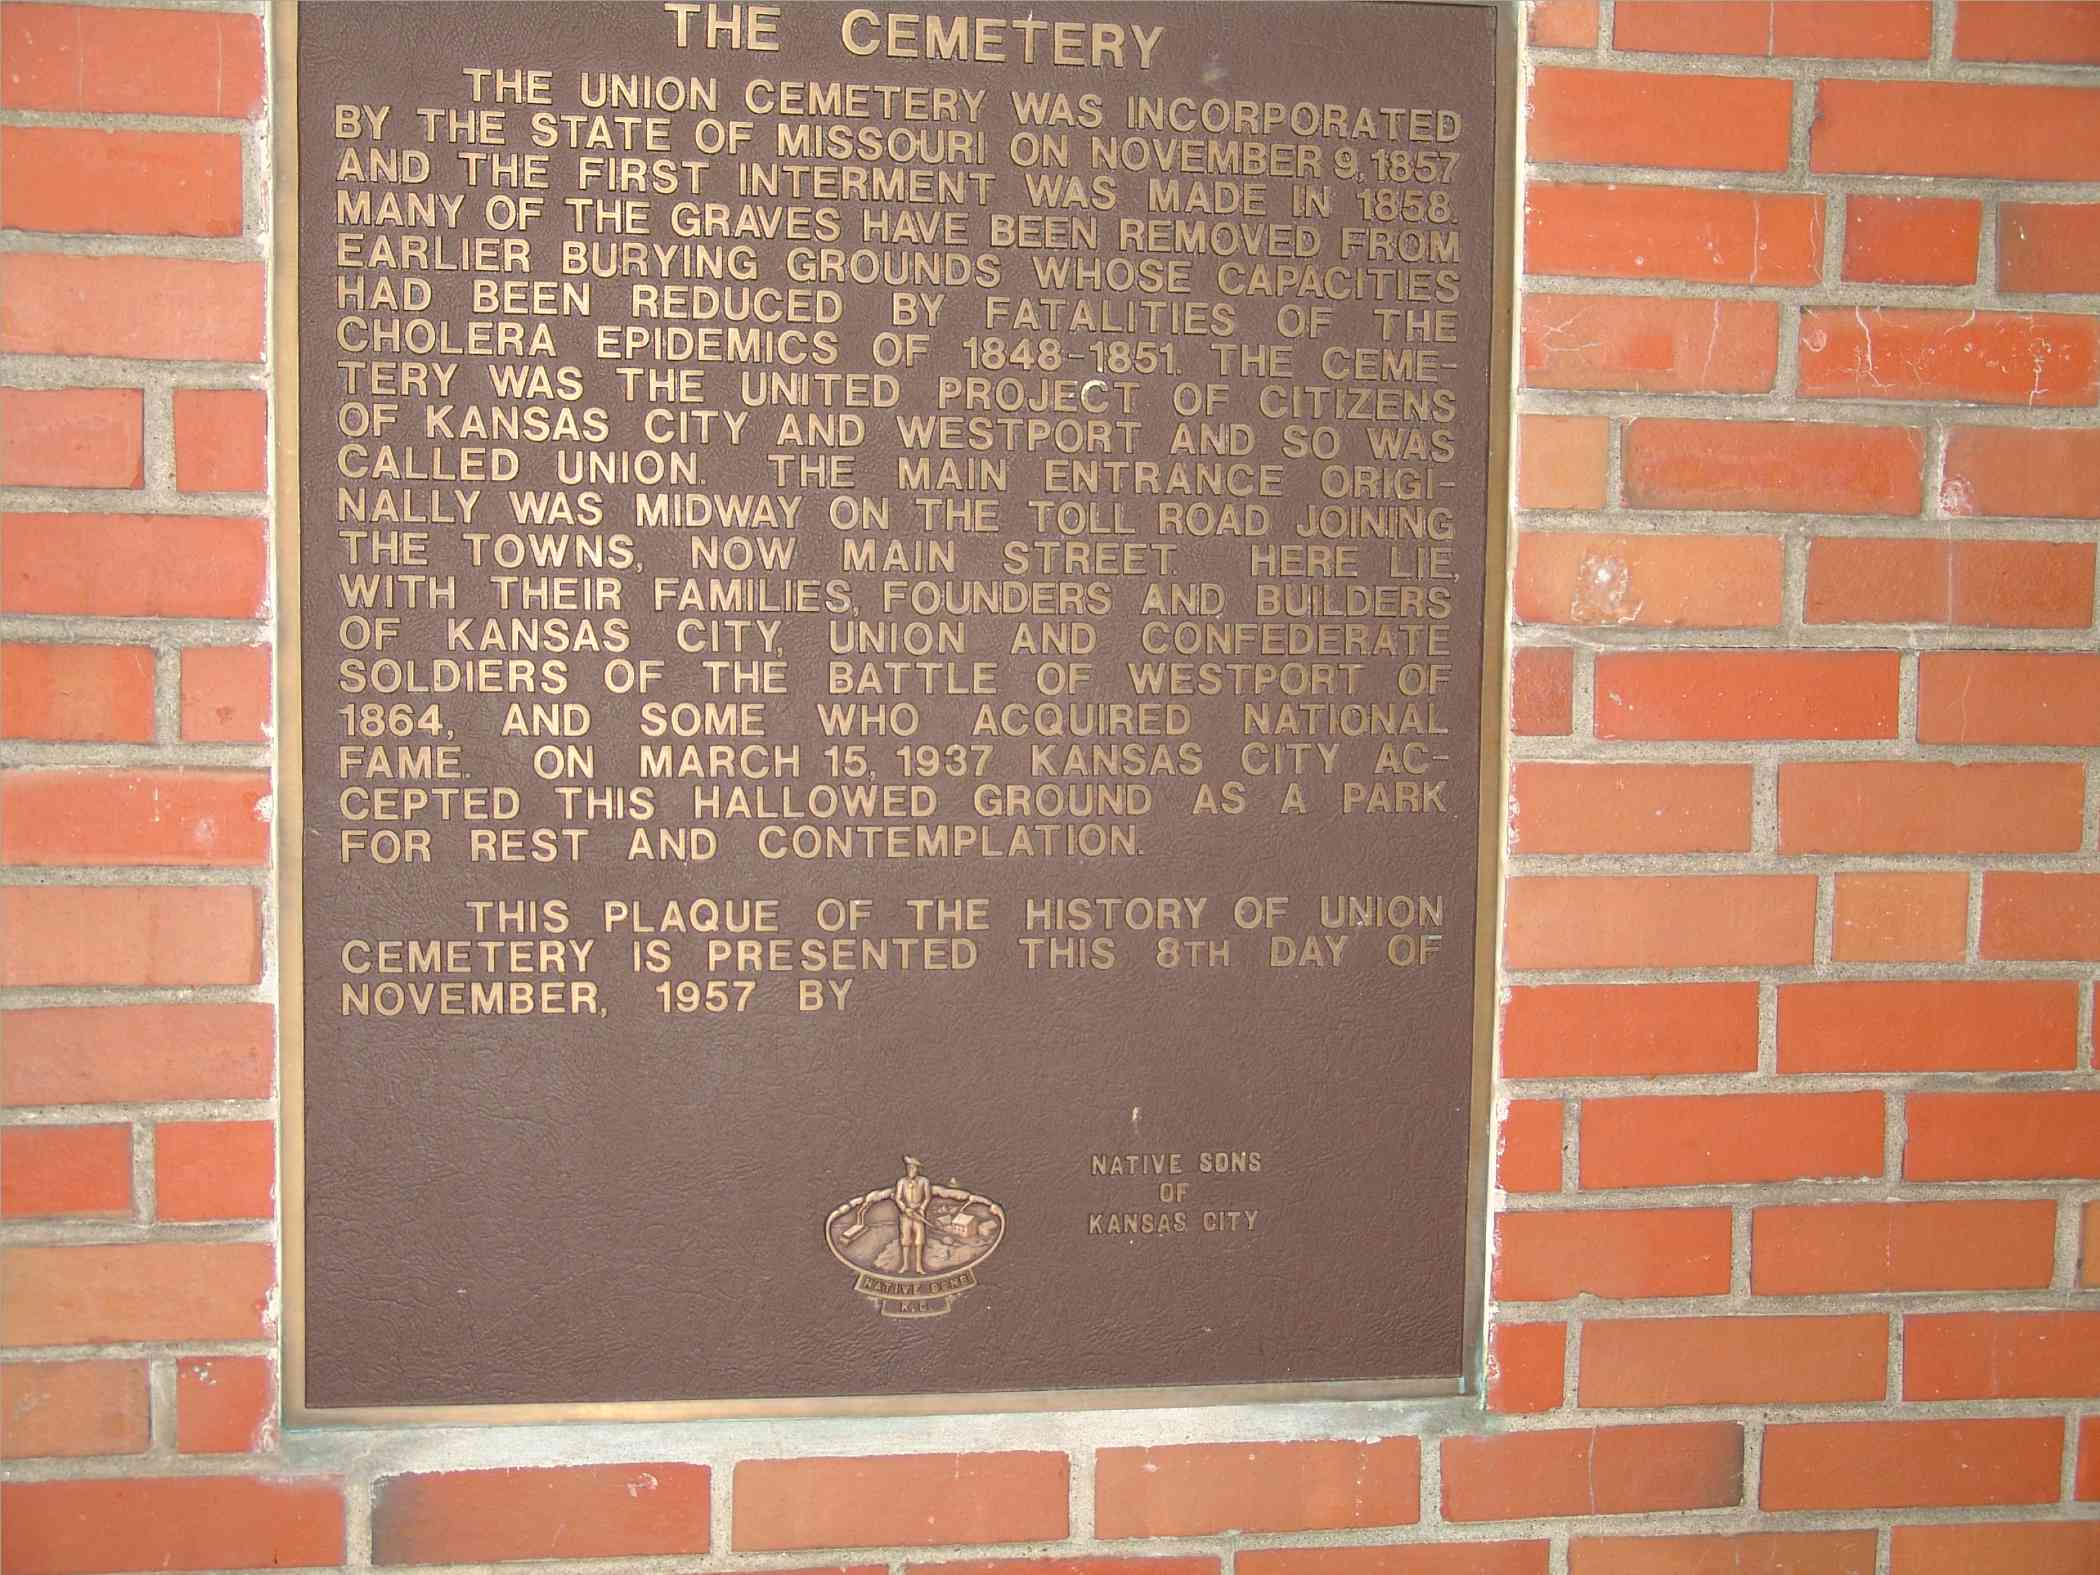 THE CEMETERY
THE UNION CEMETERY WAS INCORPORATED
BY THE STATE OF MISSOURI ON NOVEMBER 9, 1857
AND THE FIRST INTERMENT WAS MADE IN 1858.
MANY OF THE GRAVES HAVE BEEN REMOVED FROM
EARLIER BURYING GROUNDS WHOSE CAPACITIES
HAD BEEN REDUCED BY FATALITIES OF THE
CHOLERA EPIDEMICS OF 1848-1851. THE CEME-
TERY WAS THE UNITED PROJECT OF CITIZENS
OF KANSAS CITY AND WESTPORT AND SO WAS
CALLED UNION. THE MAIN ENTRANCE ORIGI-
NALLY WAS MIDWAY ON THE TOLL ROAD JOINING
THE TOWNS, NOW MAIN STREET. HERE LIE,
WITH THEIR FAMILIES, FOUNDERS AND BUILDERS
OF KANSAS CITY, UNION AND CONFEDERATE
SOLDIERS OF THE BATTLE OF WESTPORT OF
1864, AND SOME WHO ACQUIRED NATIONAL
FAME. ON MARCH 15, 1937 KANSAS CITY AC-
CEPTED THIS HALLOWED GROUND AS A PARK
FOR REST AND CONTEMPLATION.
THIS PLAQUE OF THE HISTORY OF UNION
CEMETERY IS PRESENTED THIS 8TH DAY OF
NOVEMBER, 1957 BY
NATIVE SONS
OF
KANSAS CITY
NATIVE SONS
K.C.